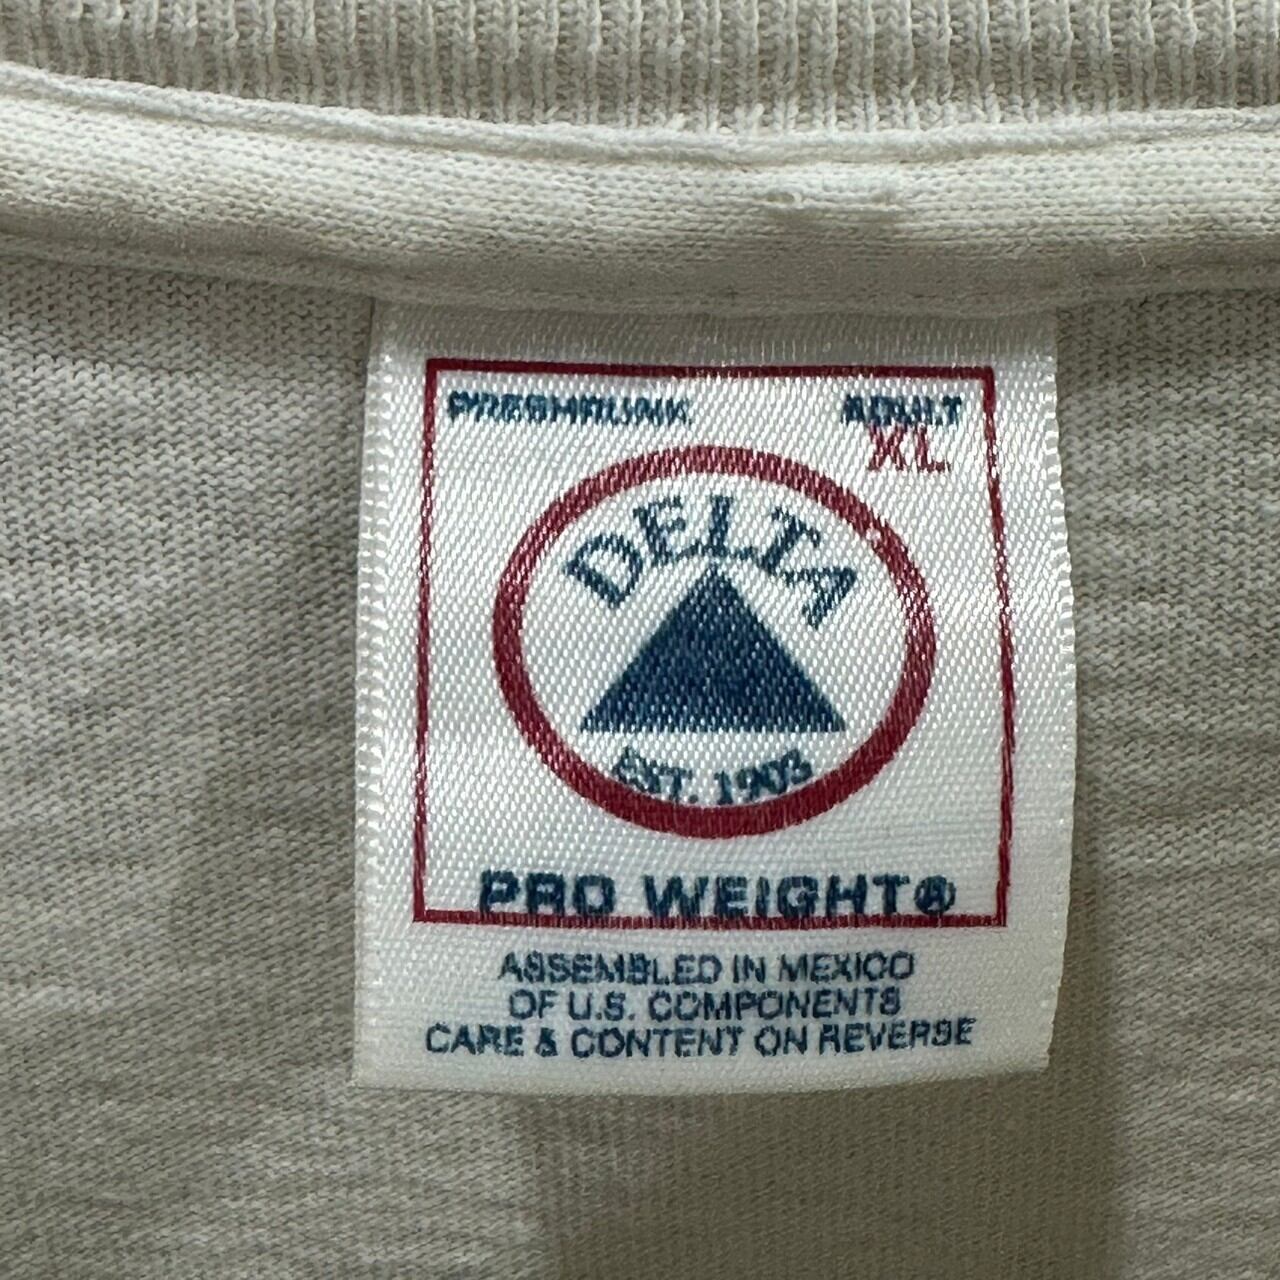 PRESHRUNK ADULT
XL
DELTA
EST. 1903
PRO WEIGHT®
ASSEMBLED IN MEXICO
OF U.S. COMPONENTS
CARE & CONTENT ON REVERSE